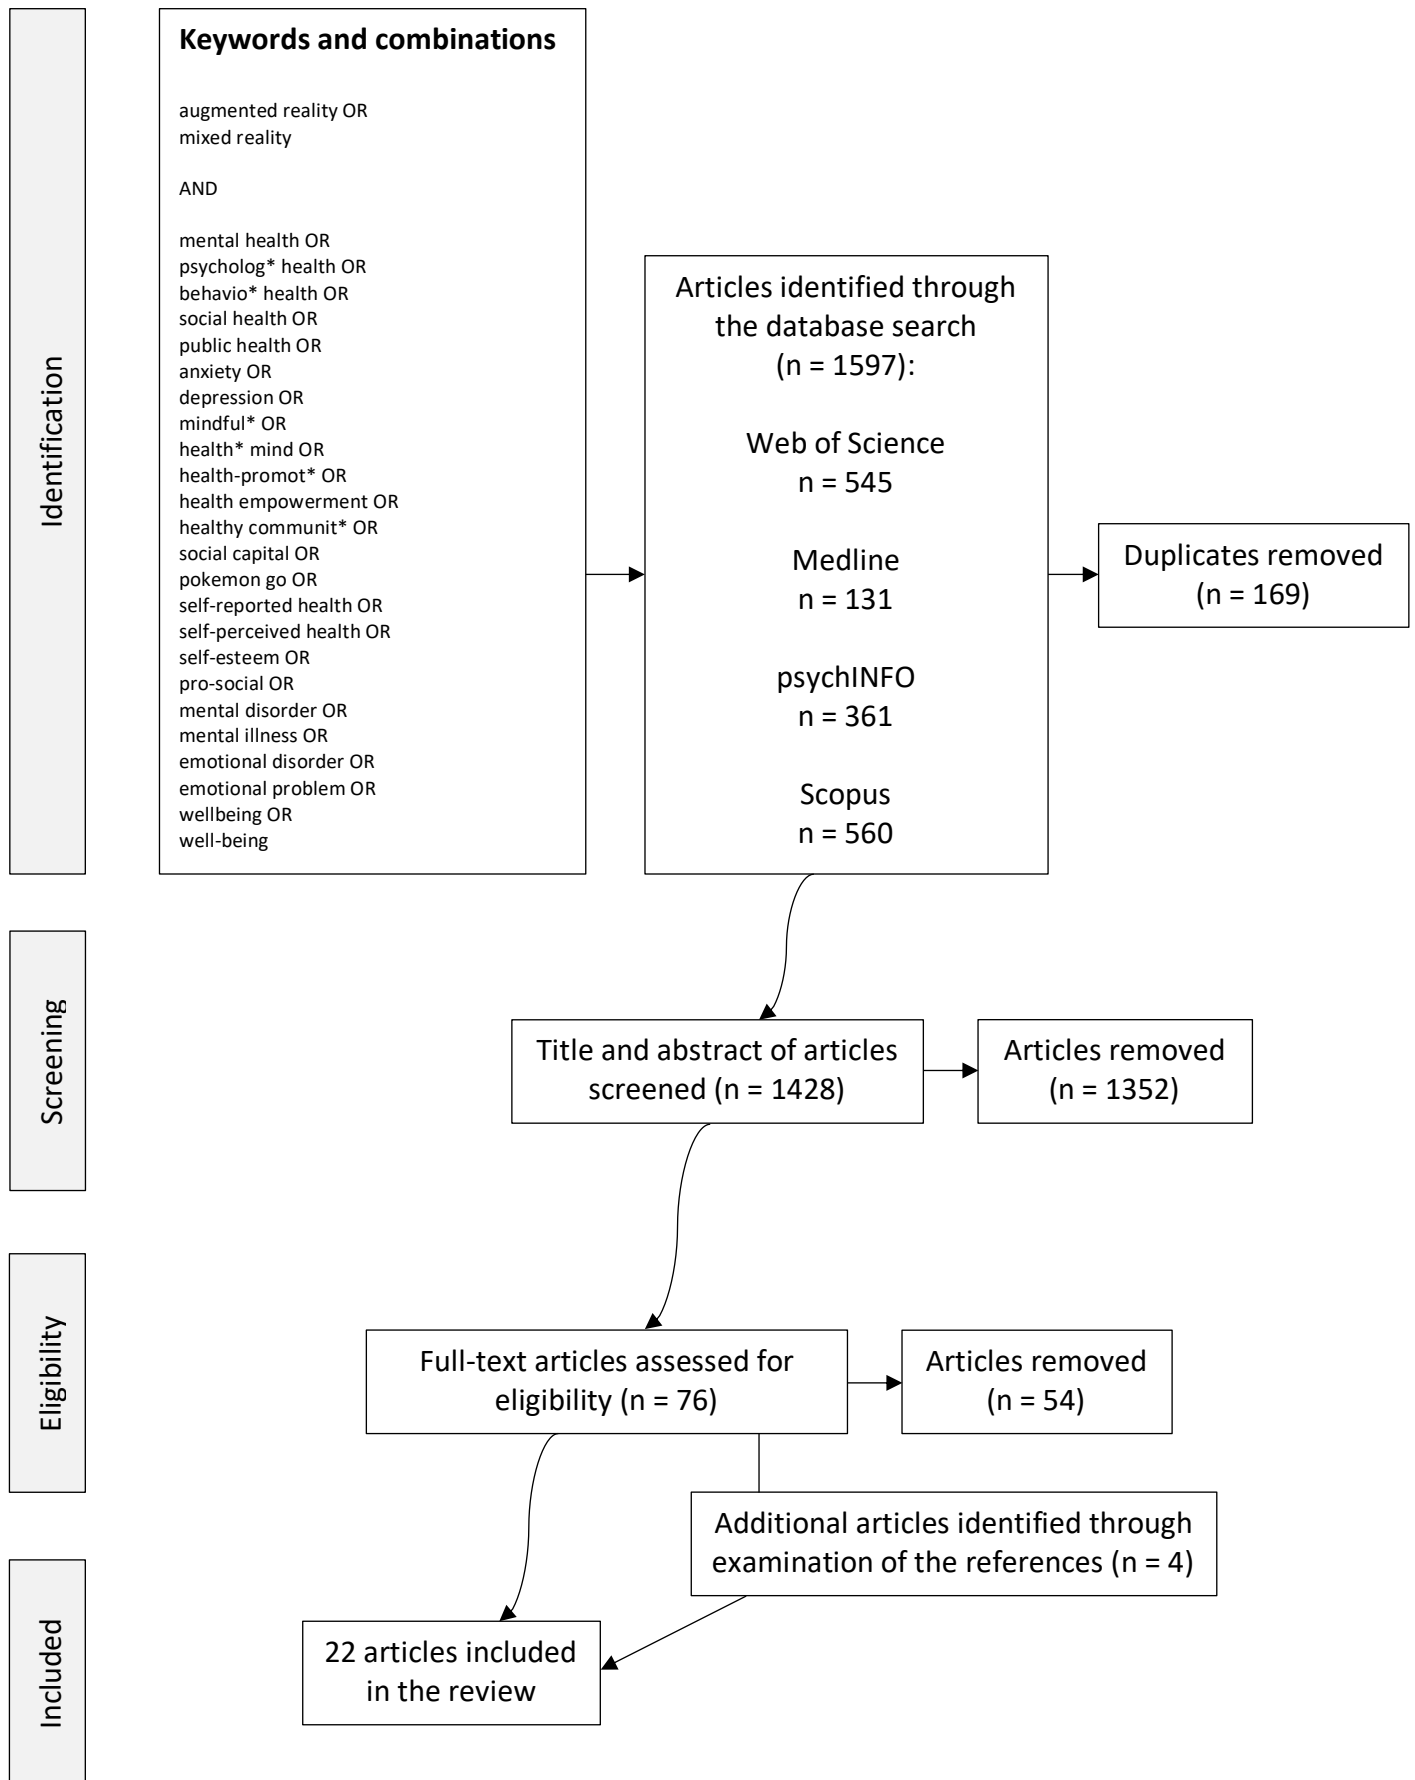 Identification
Keywords and combinations
augmented reality OR
mixed reality
AND
mental health OR
psycholog* health OR
behavio* health OR
social health OR
public health OR
anxiety OR
depression OR
mindful* OR
health* mind OR
health-promot* OR
health empowerment OR
healthy communit* OR
social capital OR
pokemon go OR
self-reported health OR
self-perceived health OR
self-esteem OR
pro-social OR
mental disorder OR
mental illness OR
emotional disorder OR
emotional problem OR
wellbeing OR
well-being
Articles identified through
the database search
(n = 1597):
Web of Science
n = 545
Medline
n = 131
psychINFO
n = 361
Scopus
n = 560
Duplicates removed
(n = 169)
Screening
Title and abstract of articles
screened (n = 1428)
Articles removed
(n = 1352)
Eligibility
Full-text articles assessed for
eligibility (n = 76)
Articles removed
(n = 54)
Additional articles identified through
examination of the references (n = 4)
Included
22 articles included
in the review